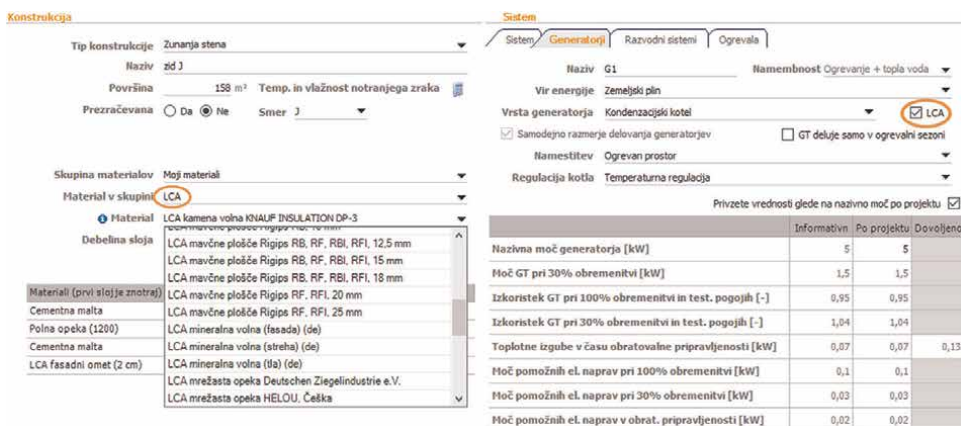 Konstrukcija
Tip konstrukcije Zunanja stena
Naziv zid J
Površina 158 m² Temp. in vlažnost notranjega zraka
Prezračevana Da Ne Smer J
Skupina materialov Moji materiali
Material v skupini LCA
Material LCA kamena volna KNAUF INSULATION DP-3
Debelina sloja
LCA mavčne plošče Rigips RB, RF, RBI, RFI, 12,5 mm
LCA mavčne plošče Rigips RB, RF, RBI, RFI, 15 mm
LCA mavčne plošče Rigips RB, RF, RBI, RFI, 18 mm
LCA mavčne plošče Rigips RF, RFI, 20 mm
LCA mavčne plošče Rigips RF, RFI, 25 mm
LCA mineralna volna (fasada) (de)
LCA mineralna volna (streha) (de)
LCA mineralna volna (tla) (de)
LCA mrežasta opeka Deutschen Ziegelindustrie e.V.
LCA mrežasta opeka HELOU, Češka
Materiali (prvi sloj je znotraj)
Cementna malta
Polna opeka (1200)
Cementna malta
LCA fasadni omet (2 cm)
Sistem
Sistem Generatorji Razvodni sistemi Ogrevala
Naziv G1 Namembnost Ogrevanje + topla voda
Vir energije Zemeljski plin
Vrsta generatorja Kondenzacijski kotel LCA
Samodejno razmerje delovanja generatorjev GT deluje samo v ogrevalni sezoni
Namestitev Ogrevan prostor
Regulacija kotla Temperaturna regulacija
Privzete vrednosti glede na nazivno moč po projektu
Informativn Po projektu Dovoljeno
Nazivna moč generatorja [kW] 5 5
Moč GT pri 30% obremenitvi [kW] 1,5 1,5
Izkoristek GT pri 100% obremenitvi in test. pogojih [-] 0,95 0,95
Izkoristek GT pri 30% obremenitvi in test. pogojih [-] 1,04 1,04
Toplotne izgube v času obratovalne pripravljenosti [kW] 0,07 0,07 0,13
Moč pomožnih el. naprav pri 100% obremenitvi [kW] 0,1 0,1
Moč pomožnih el. naprav pri 30% obremenitvi [kW] 0,03 0,03
Moč pomožnih el. naprav v obrat. pripravljenosti [kW] 0,02 0,02